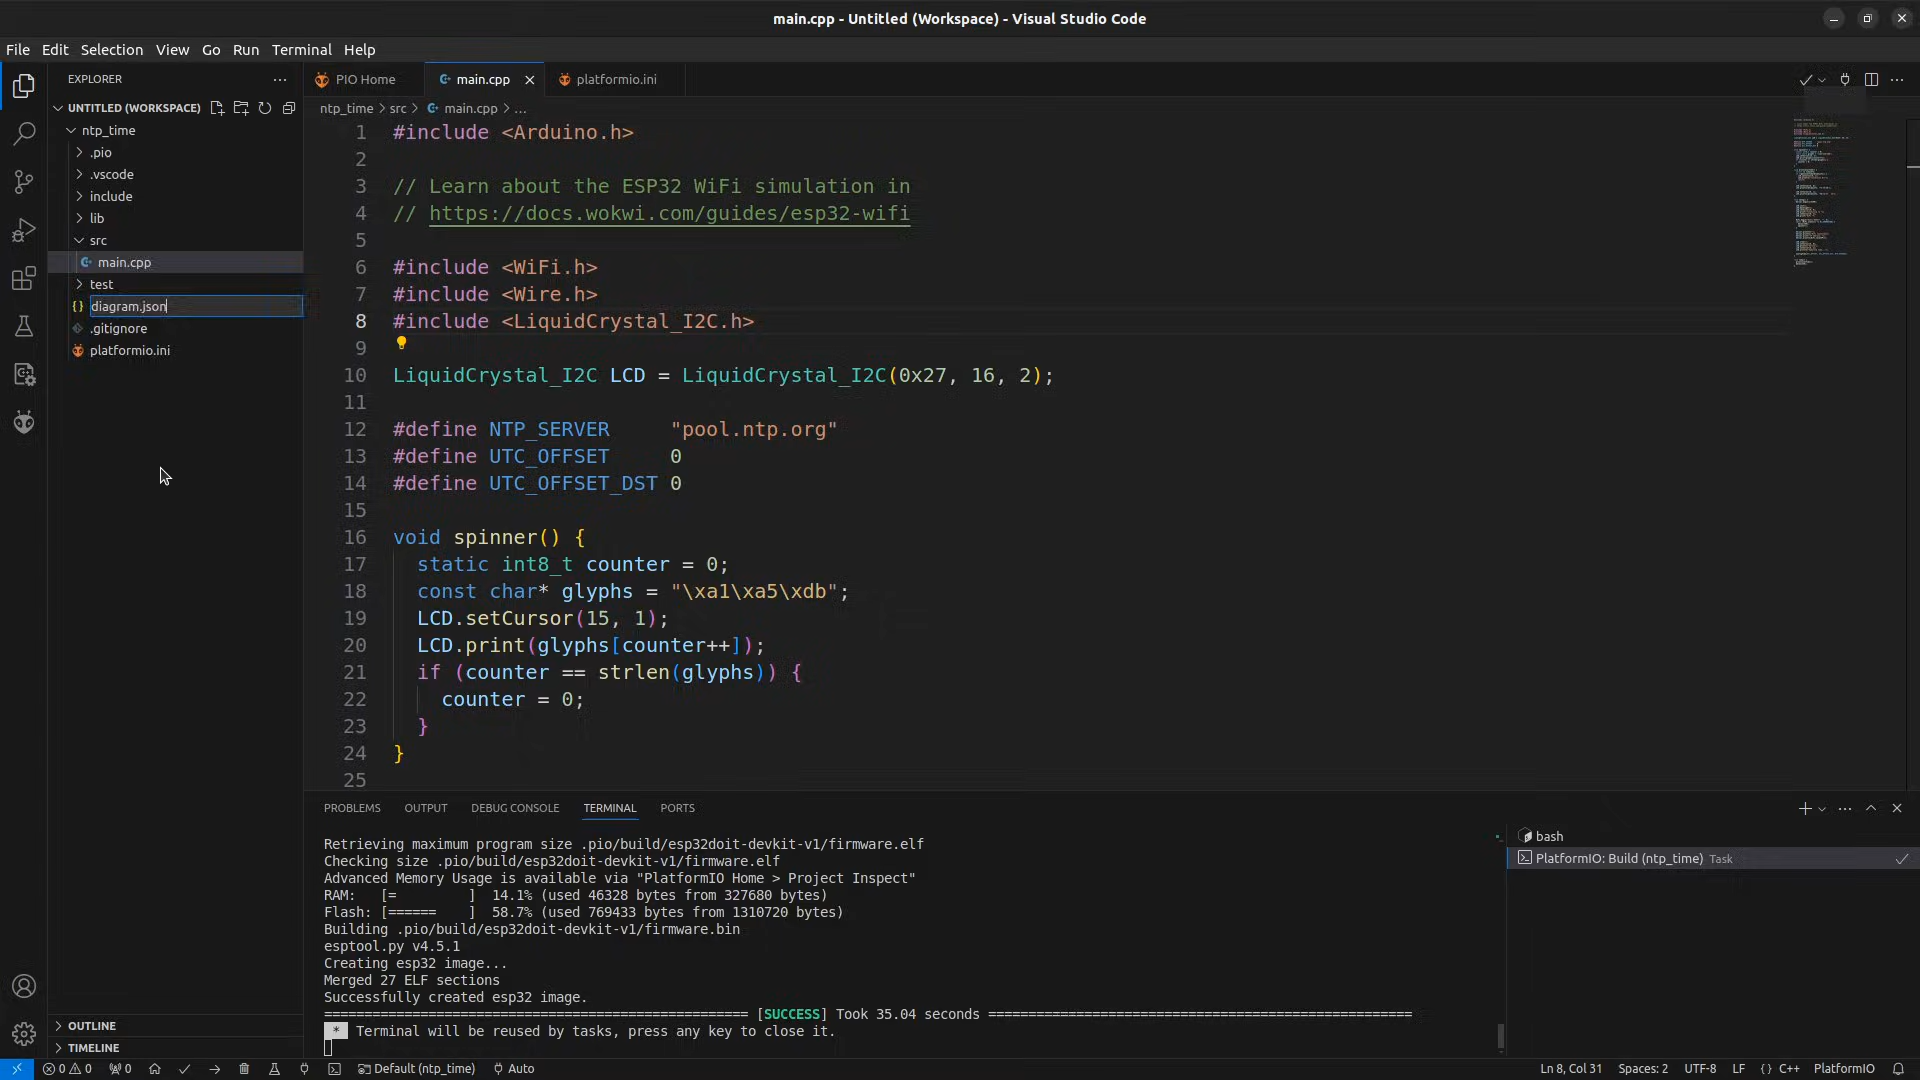 main.cpp - Untitled (Workspace) - Visual Studio Code
File Edit Selection View Go Run Terminal Help
EXPLORER
UNTITLED (WORKSPACE)
ntp_time
.pio
.vscode
include
lib
src
main.cpp
test
diagram.json
.gitignore
platformio.ini
OUTLINE
TIMELINE
PIO Home main.cpp platformio.ini
ntp_time > src > main.cpp > ...
1 #include <Arduino.h>
2
3 // Learn about the ESP32 WiFi simulation in
4 // https://docs.wokwi.com/guides/esp32-wifi
5
6 #include <WiFi.h>
7 #include <Wire.h>
8 #include <LiquidCrystal_I2C.h>
9
10 LiquidCrystal_I2C LCD = LiquidCrystal_I2C(0x27, 16, 2);
11
12 #define NTP_SERVER     "pool.ntp.org"
13 #define UTC_OFFSET     0
14 #define UTC_OFFSET_DST 0
15
16 void spinner() {
17   static int8_t counter = 0;
18   const char* glyphs = "\xa1\xa5\xdb";
19   LCD.setCursor(15, 1);
20   LCD.print(glyphs[counter++]);
21   if (counter == strlen(glyphs)) {
22     counter = 0;
23   }
24 }
25
PROBLEMS OUTPUT DEBUG CONSOLE TERMINAL PORTS
Retrieving maximum program size .pio/build/esp32doit-devkit-v1/firmware.elf
Checking size .pio/build/esp32doit-devkit-v1/firmware.elf
Advanced Memory Usage is available via "PlatformIO Home > Project Inspect"
RAM:   [=         ]  14.1% (used 46328 bytes from 327680 bytes)
Flash: [======    ]  58.7% (used 769433 bytes from 1310720 bytes)
Building .pio/build/esp32doit-devkit-v1/firmware.bin
esptool.py v4.5.1
Creating esp32 image...
Merged 27 ELF sections
Successfully created esp32 image.
================================================== [SUCCESS] Took 35.04 seconds ==================================================
* Terminal will be reused by tasks, press any key to close it.
bash
PlatformIO: Build (ntp_time) Task
0 0 0 Default (ntp_time) Auto Ln 8, Col 31 Spaces: 2 UTF-8 LF {} C++ PlatformIO